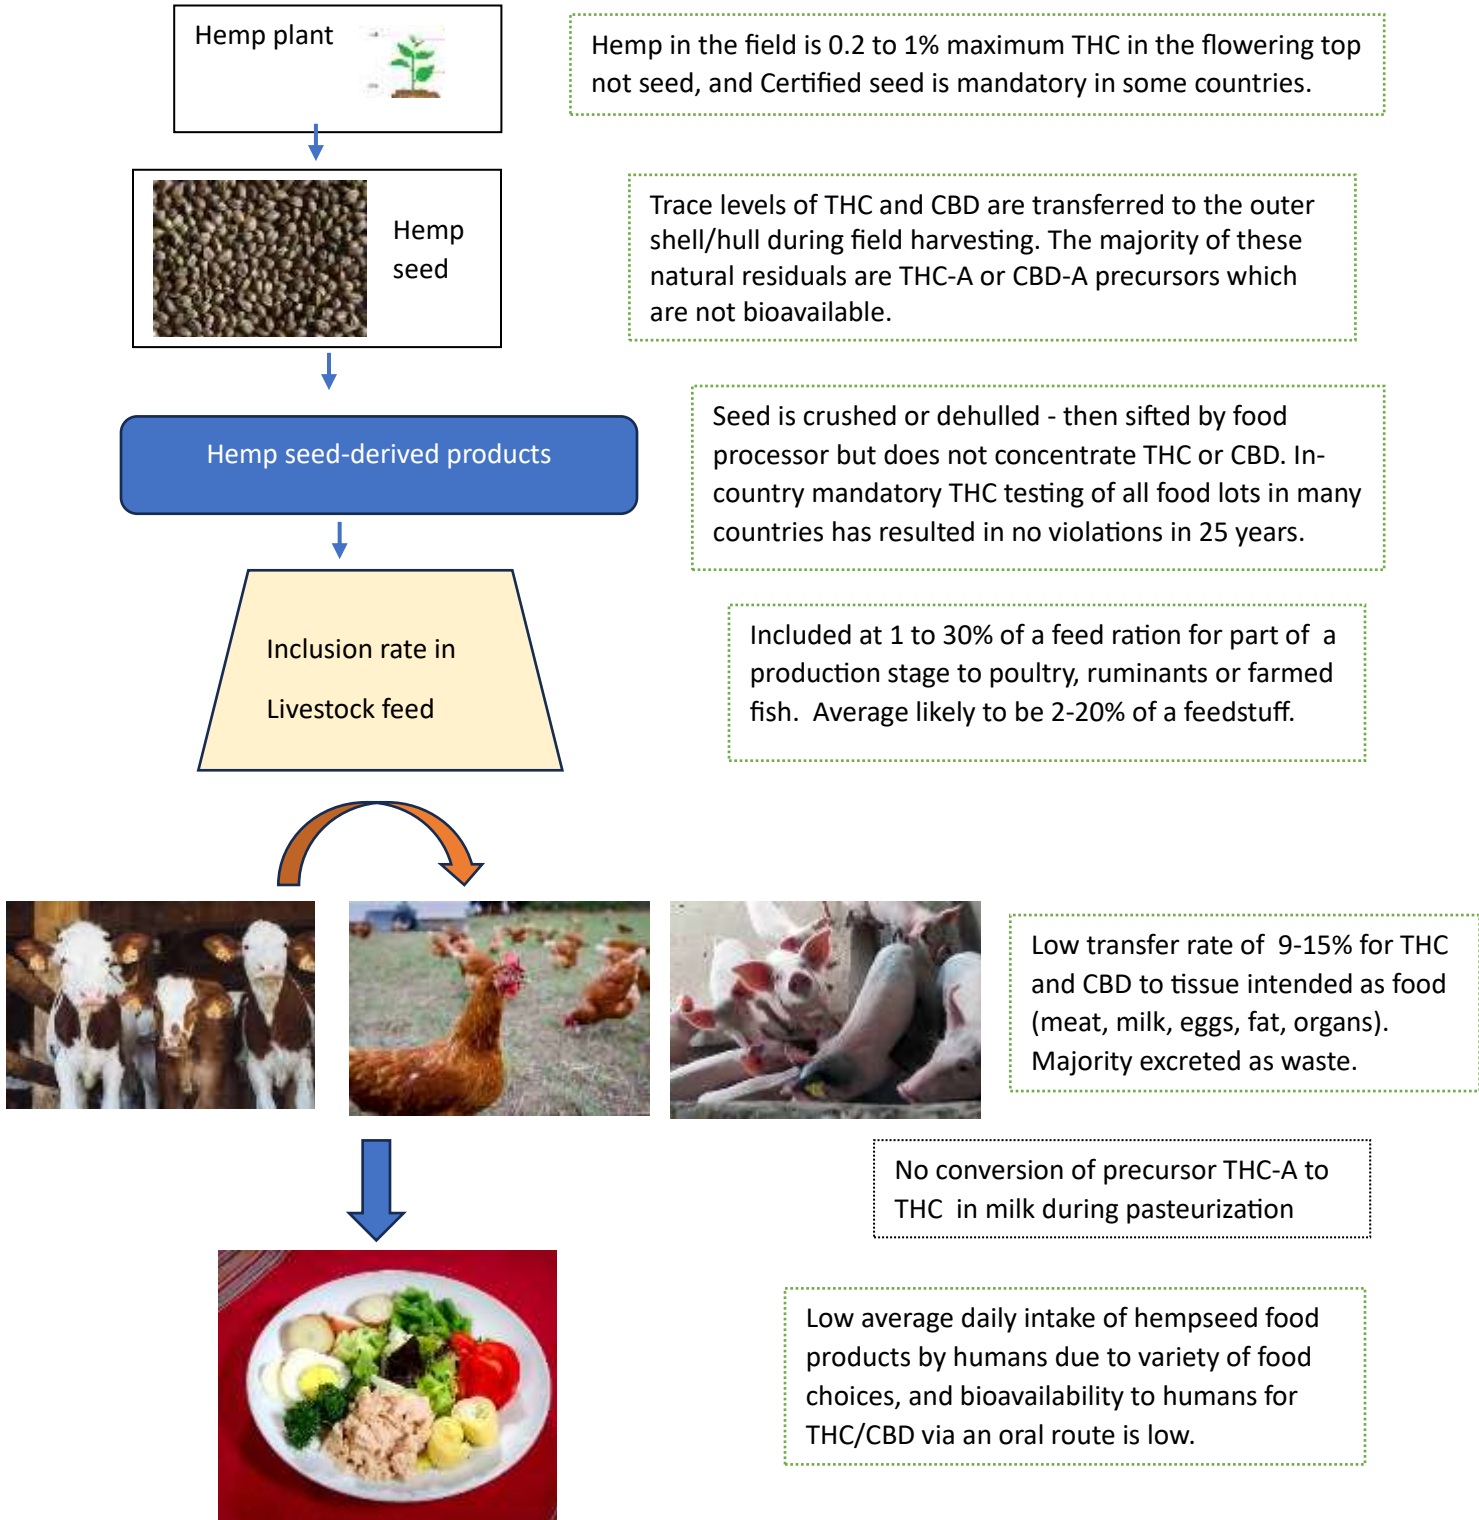 Hemp plant
Hemp in the field is 0.2 to 1% maximum THC in the flowering top
not seed, and Certified seed is mandatory in some countries.
Hemp
seed
Trace levels of THC and CBD are transferred to the outer
shell/hull during field harvesting. The majority of these
natural residuals are THC-A or CBD-A precursors which
are not bioavailable.
Hemp seed-derived products
Seed is crushed or dehulled - then sifted by food
processor but does not concentrate THC or CBD. In-
country mandatory THC testing of all food lots in many
countries has resulted in no violations in 25 years.
Inclusion rate in
Livestock feed
Included at 1 to 30% of a feed ration for part of a
production stage to poultry, ruminants or farmed
fish. Average likely to be 2-20% of a feedstuff.
Low transfer rate of 9-15% for THC
and CBD to tissue intended as food
(meat, milk, eggs, fat, organs).
Majority excreted as waste.
No conversion of precursor THC-A to
THC in milk during pasteurization
Low average daily intake of hempseed food
products by humans due to variety of food
choices, and bioavailability to humans for
THC/CBD via an oral route is low.